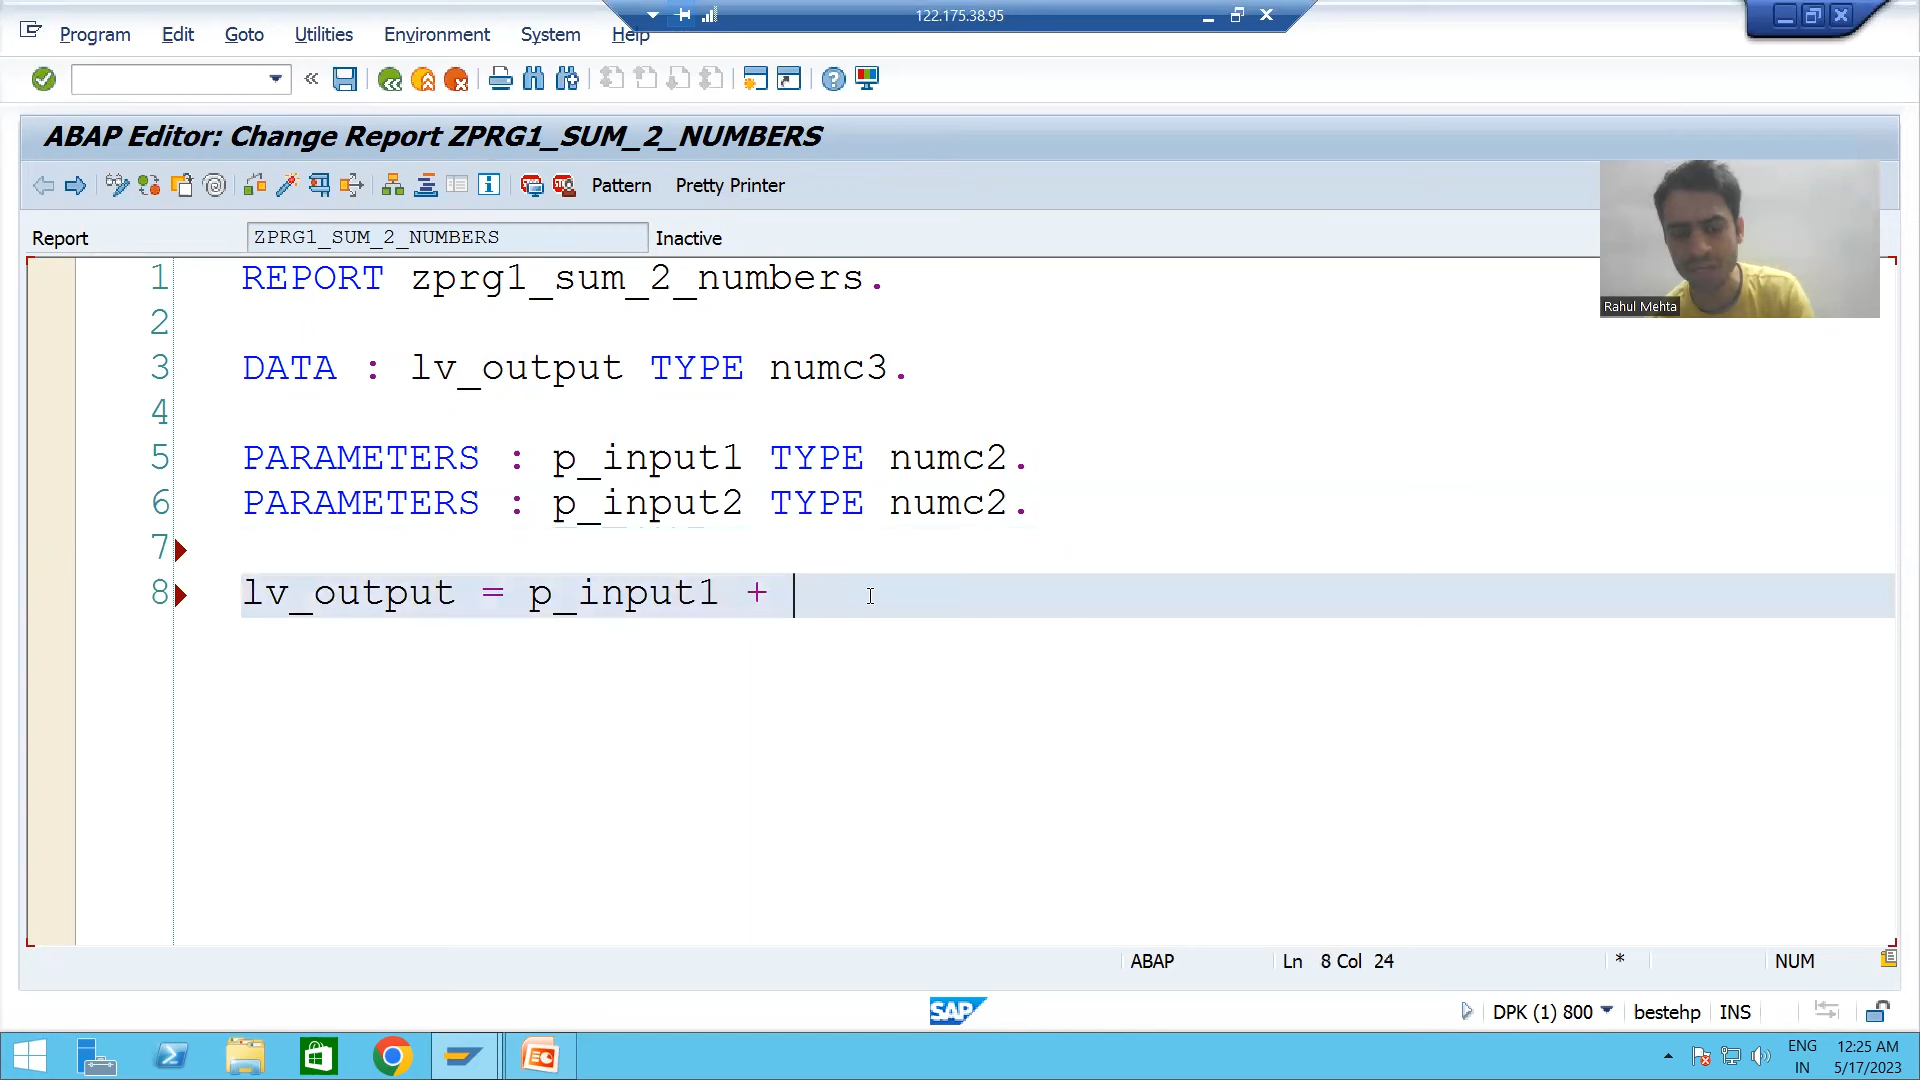 122.175.38.95
Program Edit Goto Utilities Environment System Help
ABAP Editor: Change Report ZPRG1_SUM_2_NUMBERS
Pattern Pretty Printer
Report ZPRG1_SUM_2_NUMBERS Inactive
Rahul Mehta
1 REPORT zprg1_sum_2_numbers.
2
3 DATA : lv_output TYPE numc3.
4
5 PARAMETERS : p_input1 TYPE numc2.
6 PARAMETERS : p_input2 TYPE numc2.
7
8 lv_output = p_input1 +
ABAP Ln 8 Col 24 * NUM
SAP DPK (1) 800 bestehp INS
ENG 12:25 AM
IN 5/17/2023